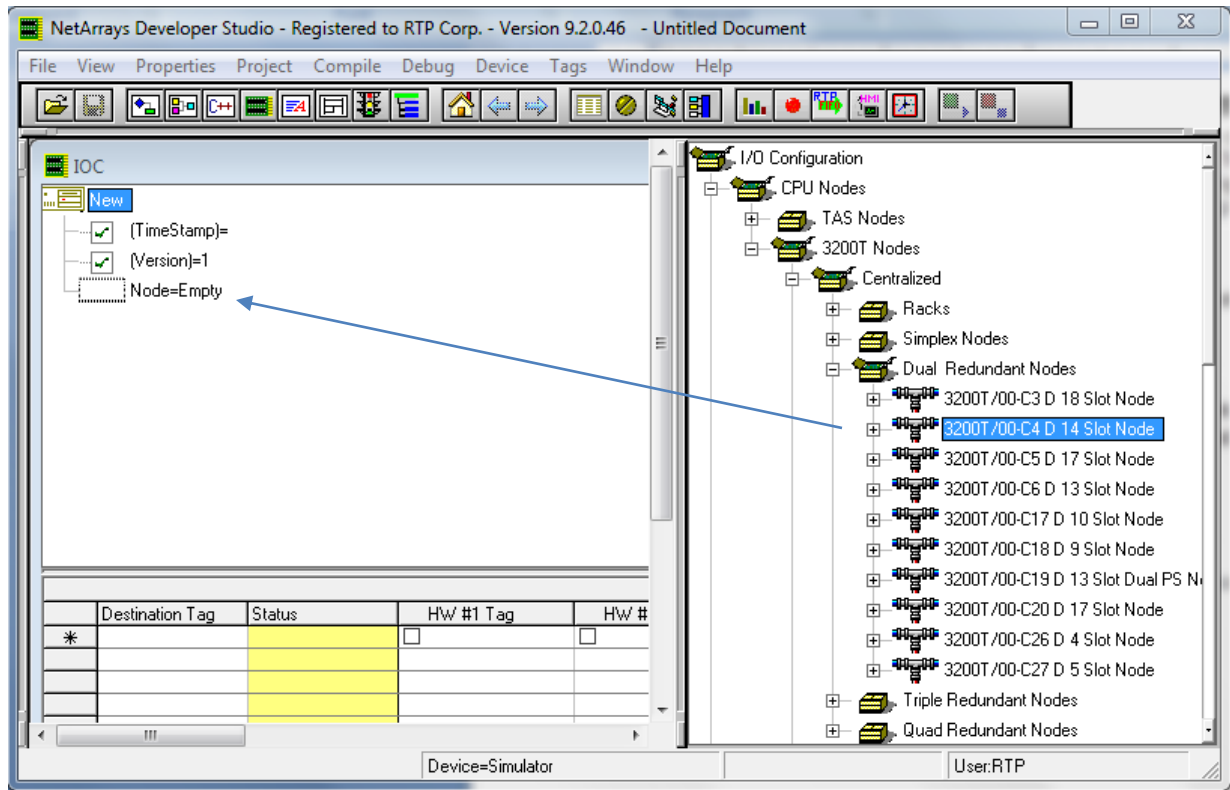 NetArrays Developer Studio - Registered to RTP Corp. - Version 9.2.0.46 - Untitled Document
File View Properties Project Compile Debug Device Tags Window Help
C++
RTP
FIFO
HMI
IOC
New
(TimeStamp)=
(Version)=1
Node=Empty
Destination Tag Status HW #1 Tag HW #
*
I/O Configuration
CPU Nodes
TAS Nodes
3200T Nodes
Centralized
Racks
Simplex Nodes
Dual Redundant Nodes
3200T/00-C3 D 18 Slot Node
3200T/00-C4 D 14 Slot Node
3200T/00-C5 D 17 Slot Node
3200T/00-C6 D 13 Slot Node
3200T/00-C17 D 10 Slot Node
3200T/00-C18 D 9 Slot Node
3200T/00-C19 D 13 Slot Dual PS N
3200T/00-C20 D 17 Slot Node
3200T/00-C26 D 4 Slot Node
3200T/00-C27 D 5 Slot Node
Triple Redundant Nodes
Quad Redundant Nodes
Device=Simulator User:RTP